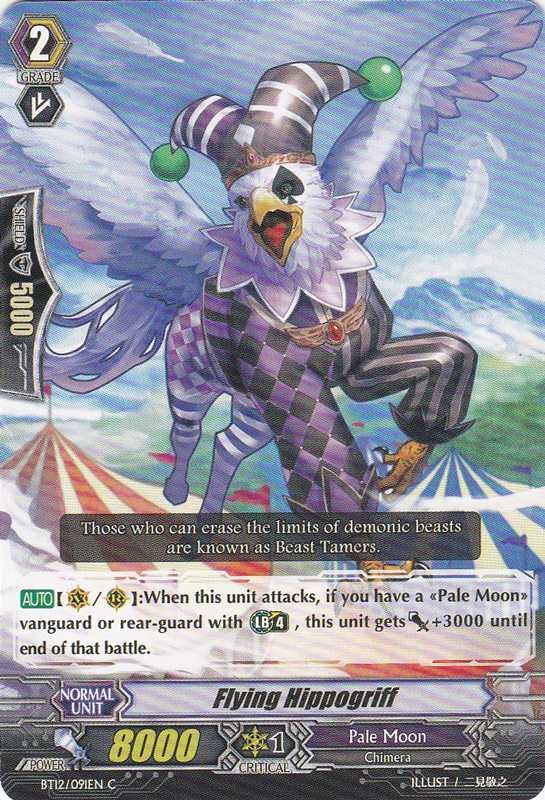 2
GRADE
SHIELD
5000
Those who can erase the limits of demonic beasts
are known as Beast Tamers.
AUTO【V/R】:When this unit attacks, if you have a «Pale Moon»
vanguard or rear-guard with LB4 , this unit gets +3000 until
end of that battle.
NORMAL
UNIT
Flying Hippogriff
POWER
8000
1
CRITICAL
Pale Moon
Chimera
BT12/091EN C
ILLUST / 二見敬之